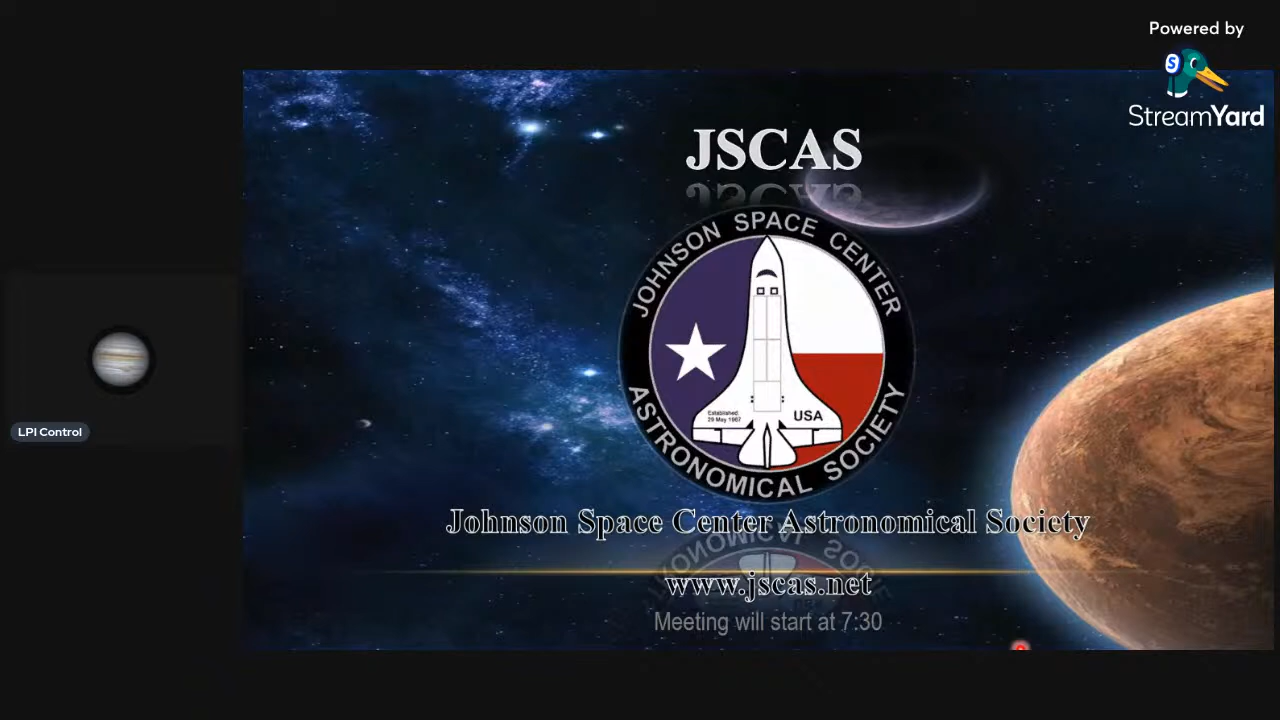 Powered by
S
StreamYard
JSCAS
JOHNSON SPACE CENTER
Established
29 May 1987
USA
ASTRONOMICAL SOCIETY
LPI Control
Johnson Space Center Astronomical Society
www.jscas.net
Meeting will start at 7:30